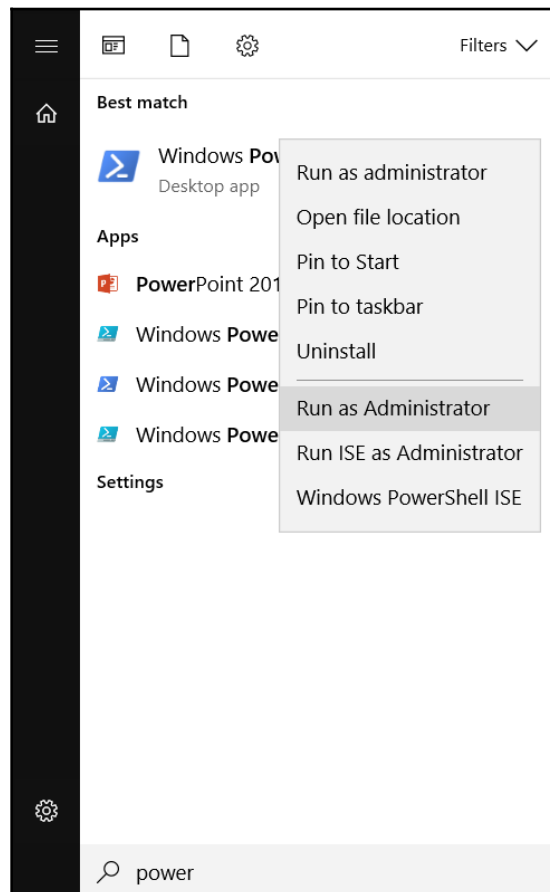 Filters
Best match
Windows Pow
Desktop app
Run as administrator
Open file location
Apps
Pin to Start
PowerPoint 201
Pin to taskbar
Windows Powe
Uninstall
Windows Powe
Run as Administrator
Windows Powe
Run ISE as Administrator
Settings
Windows PowerShell ISE
power